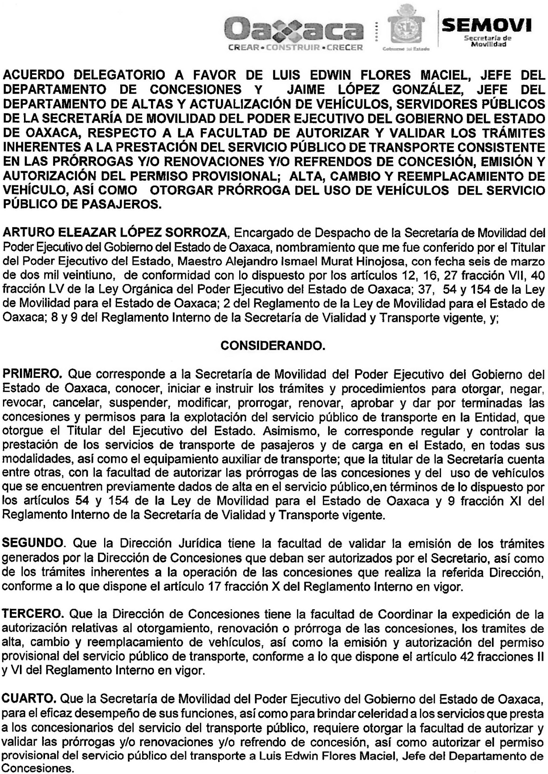 Oaxaca
CREAR•CONSTRUIR•CRECER
Gobierno del Estado
SEMOVI
Secretaría de
Movilidad
ACUERDO DELEGATORIO A FAVOR DE LUIS EDWIN FLORES MACIEL, JEFE DEL
DEPARTAMENTO DE CONCESIONES Y JAIME LÓPEZ GONZÁLEZ, JEFE DEL
DEPARTAMENTO DE ALTAS Y ACTUALIZACIÓN DE VEHÍCULOS, SERVIDORES PÚBLICOS
DE LA SECRETARÍA DE MOVILIDAD DEL PODER EJECUTIVO DEL GOBIERNO DEL ESTADO
DE OAXACA, RESPECTO A LA FACULTAD DE AUTORIZAR Y VALIDAR LOS TRÁMITES
INHERENTES A LA PRESTACIÓN DEL SERVICIO PÚBLICO DE TRANSPORTE CONSISTENTE
EN LAS PRÓRROGAS Y/O RENOVACIONES Y/O REFRENDOS DE CONCESIÓN, EMISIÓN Y
AUTORIZACIÓN DEL PERMISO PROVISIONAL; ALTA, CAMBIO Y REEMPLACAMIENTO DE
VEHÍCULO, ASÍ COMO OTORGAR PRÓRROGA DEL USO DE VEHÍCULOS DEL SERVICIO
PÚBLICO DE PASAJEROS.
ARTURO ELEAZAR LÓPEZ SORROZA, Encargado de Despacho de la Secretaría de Movilidad del
Poder Ejecutivo del Gobierno del Estado de Oaxaca, nombramiento que me fue conferido por el Titular
del Poder Ejecutivo del Estado, Maestro Alejandro Ismael Murat Hinojosa, con fecha seis de marzo
de dos mil veintiuno, de conformidad con lo dispuesto por los artículos 12, 16, 27 fracción VII, 40
fracción LV de la Ley Orgánica del Poder Ejecutivo del Estado de Oaxaca; 37, 54 y 154 de la Ley
de Movilidad para el Estado de Oaxaca; 2 del Reglamento de la Ley de Movilidad para el Estado de
Oaxaca; 8 y 9 del Reglamento Interno de la Secretaría de Vialidad y Transporte vigente, y;
CONSIDERANDO.
PRIMERO. Que corresponde a la Secretaría de Movilidad del Poder Ejecutivo del Gobierno del
Estado de Oaxaca, conocer, iniciar e instruir los trámites y procedimientos para otorgar, negar,
revocar, cancelar, suspender, modificar, prorrogar, renovar, aprobar y dar por terminadas las
concesiones y permisos para la explotación del servicio público de transporte en la Entidad, que
otorgue el Titular del Ejecutivo del Estado. Asimismo, le corresponde regular y controlar la
prestación de los servicios de transporte de pasajeros y de carga en el Estado, en todas sus
modalidades, así como el equipamiento auxiliar de transporte; que la titular de la Secretaría cuenta
entre otras, con la facultad de autorizar las prórrogas de las concesiones y del uso de vehículos
que se encuentren previamente dados de alta en el servicio público,en términos de lo dispuesto por
los artículos 54 y 154 de la Ley de Movilidad para el Estado de Oaxaca y 9 fracción XI del
Reglamento Interno de la Secretaría de Vialidad y Transporte vigente.
SEGUNDO. Que la Dirección Jurídica tiene la facultad de validar la emisión de los trámites
generados por la Dirección de Concesiones que deban ser autorizados por el Secretario, así como
de los trámites inherentes a la operación de las concesiones que realiza la referida Dirección,
conforme a lo que dispone el artículo 17 fracción X del Reglamento Interno en vigor.
TERCERO. Que la Dirección de Concesiones tiene la facultad de Coordinar la expedición de la
autorización relativas al otorgamiento, renovación o prórroga de las concesiones, los tramites de
alta, cambio y reemplacamiento de vehículos, así como la emisión y autorización del permiso
provisional del servicio público de transporte, conforme a lo que dispone el artículo 42 fracciones II
y VI del Reglamento Interno en vigor.
CUARTO. Que la Secretaría de Movilidad del Poder Ejecutivo del Gobierno del Estado de Oaxaca,
para el eficaz desempeño de sus funciones, así como para brindar celeridad a los servicios que presta
a los concesionarios del servicio del transporte público, requiere otorgar la facultad de autorizar y
validar las prórrogas y/o renovaciones y/o refrendo de concesión, así como autorizar el permiso
provisional del servicio público del transporte a Luis Edwin Flores Maciel, Jefe del Departamento de
Concesiones.